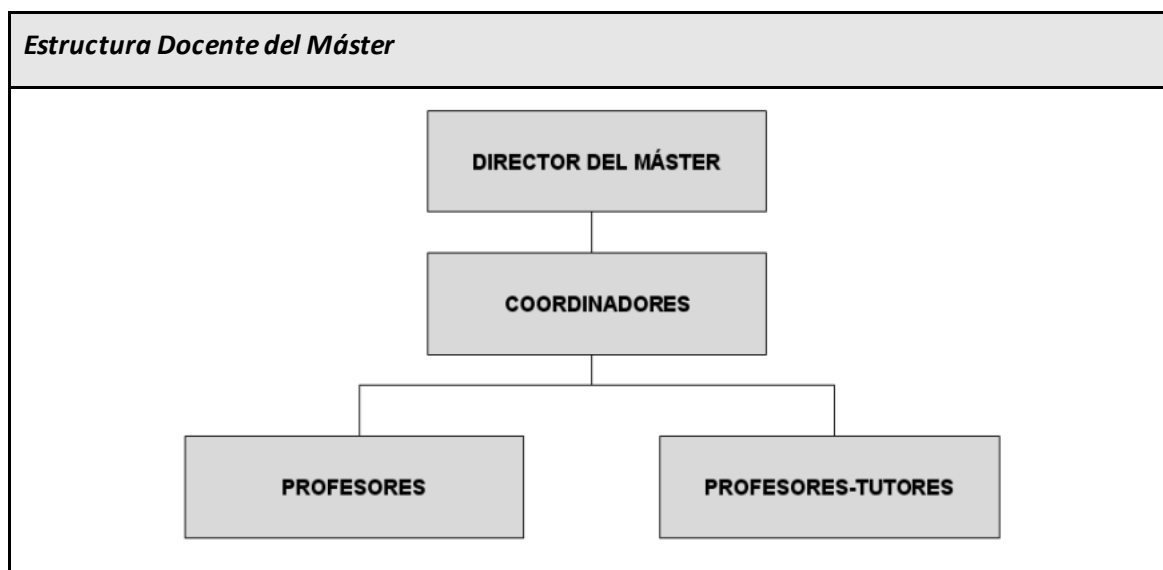 Estructura Docente del Máster
DIRECTOR DEL MÁSTER
COORDINADORES
PROFESORES
PROFESORES-TUTORES